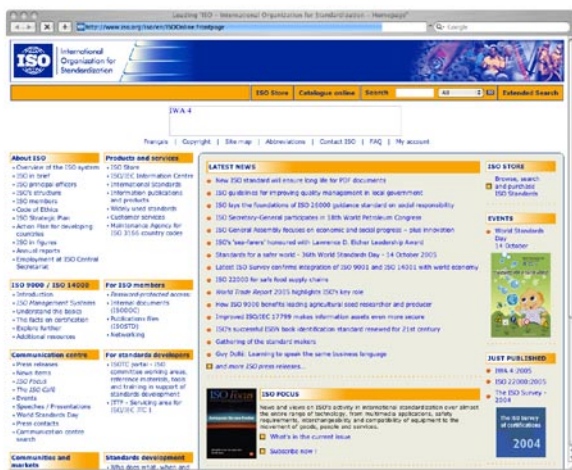 Loading "ISO - International Organization for Standardization - Homepage"
http://www.iso.org/iso/en/ISOOnline.frontpage
Google
ISO
International
Organization for
Standardization
ISO Store
Catalogue online
Search
All
Extended Search
IWA 4
Français | Copyright | Site map | Abbreviations | Contact ISO | FAQ | My account
About ISO
Overview of the ISO system
ISO in brief
ISO principal officers
ISO's structure
ISO members
Code of Ethics
ISO Strategic Plan
Action Plan for developing
countries
ISO in figures
Annual reports
Employment at ISO Central
Secretariat
ISO 9000 / ISO 14000
Introduction
ISO Management Systems
Understand the basics
The facts on certification
Explore further
Additional resources
Communication centre
Press releases
News items
ISO Focus
The ISO Café
Events
Speeches / Presentations
World Standards Day
Press contacts
Communication centre
search
Communities and
markets
Products and services
ISO Store
ISO/IEC Information Centre
International Standards
Information publications
and products
Widely used standards
Customer services
Maintenance Agency for
ISO 3166 country codes
For ISO members
Password-protected access:
Internal documents
(ISODOC)
Publications files
(ISOSTD)
Networking
For standards developers
ISOTC portal - ISO
committee working areas,
reference materials, tools
and training in support of
standards development
ITTF - Servicing area for
ISO/IEC JTC 1
Standards development
Who does what, when and
LATEST NEWS
New ISO standard will ensure long life for PDF documents
ISO guidelines for improving quality management in local government
ISO lays the foundations of ISO 26000 guidance standard on social responsibility
ISO Secretary-General participates in 18th World Petroleum Congress
ISO General Assembly focuses on economic and social progress - plus innovation
ISO's 'sea-farers' honoured with Lawrence D. Eicher Leadership Award
Standards for a safer world - 36th World Standards Day - 14 October 2005
Latest ISO Survey confirms integration of ISO 9001 and ISO 14001 with world economy
ISO 22000 for safe food supply chains
World Trade Report 2005 highlights ISO's key role
How ISO 9000 benefits leading agricultural seed researcher and producer
Improved ISO/IEC 17799 makes information assets even more secure
ISO's successful ISBN book identification standard renewed for 21st century
Gathering of the standard makers
Guy Dolki: Learning to speak the same business language
and more ISO press releases...
ISO Focus
ISO FOCUS
News and views on ISO's activity in international standardization over almost
the entire range of technology, from multimedia applications, safety
requirements, interchangeability and compatibility of equipment to the
movement of goods, people and services.
What's in the current issue
Subscribe now !
ISO STORE
Browse, search
and purchase
ISO Standards
EVENTS
World Standards
Day
14 October
JUST PUBLISHED
IWA 4:2005
ISO 22000:2005
The ISO Survey -
2004
The ISO Survey
of certifications
2004